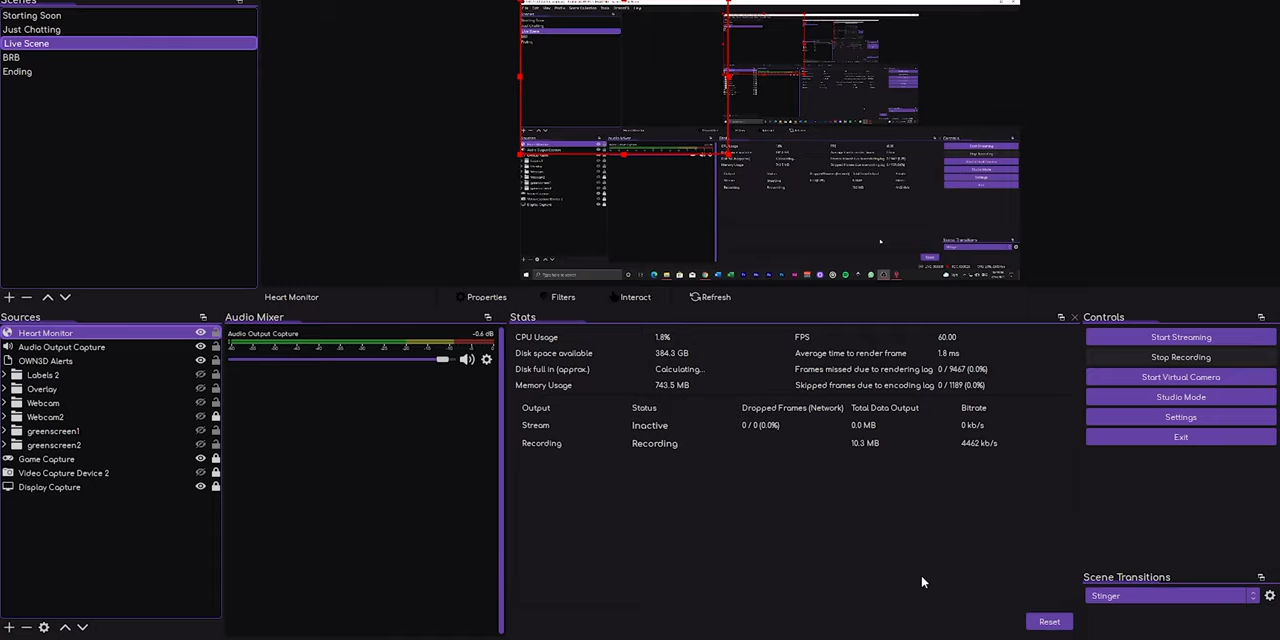 Scenes
Starting Soon
Just Chatting
Live Scene
BRB
Ending
Heart Monitor
Properties
Filters
Interact
Refresh
Sources
Heart Monitor
Audio Output Capture
OWN3D Alerts
Labels 2
Overlay
Webcam
Webcam2
greenscreen1
greenscreen2
Game Capture
Video Capture Device 2
Display Capture
Audio Mixer
Audio Output Capture -0.6 dB
Stats
CPU Usage 1.8% FPS 60.00
Disk space available 384.3 GB Average time to render frame 1.8 ms
Disk full in (approx.) Calculating... Frames missed due to rendering lag 0 / 9467 (0.0%)
Memory Usage 743.5 MB Skipped frames due to encoding lag 0 / 1189 (0.0%)
Output Status Dropped Frames (Network) Total Data Output Bitrate
Stream Inactive 0 / 0 (0.0%) 0.0 MB 0 kb/s
Recording Recording 10.3 MB 4462 kb/s
Reset
Controls
Start Streaming
Stop Recording
Start Virtual Camera
Studio Mode
Settings
Exit
Scene Transitions
Stinger